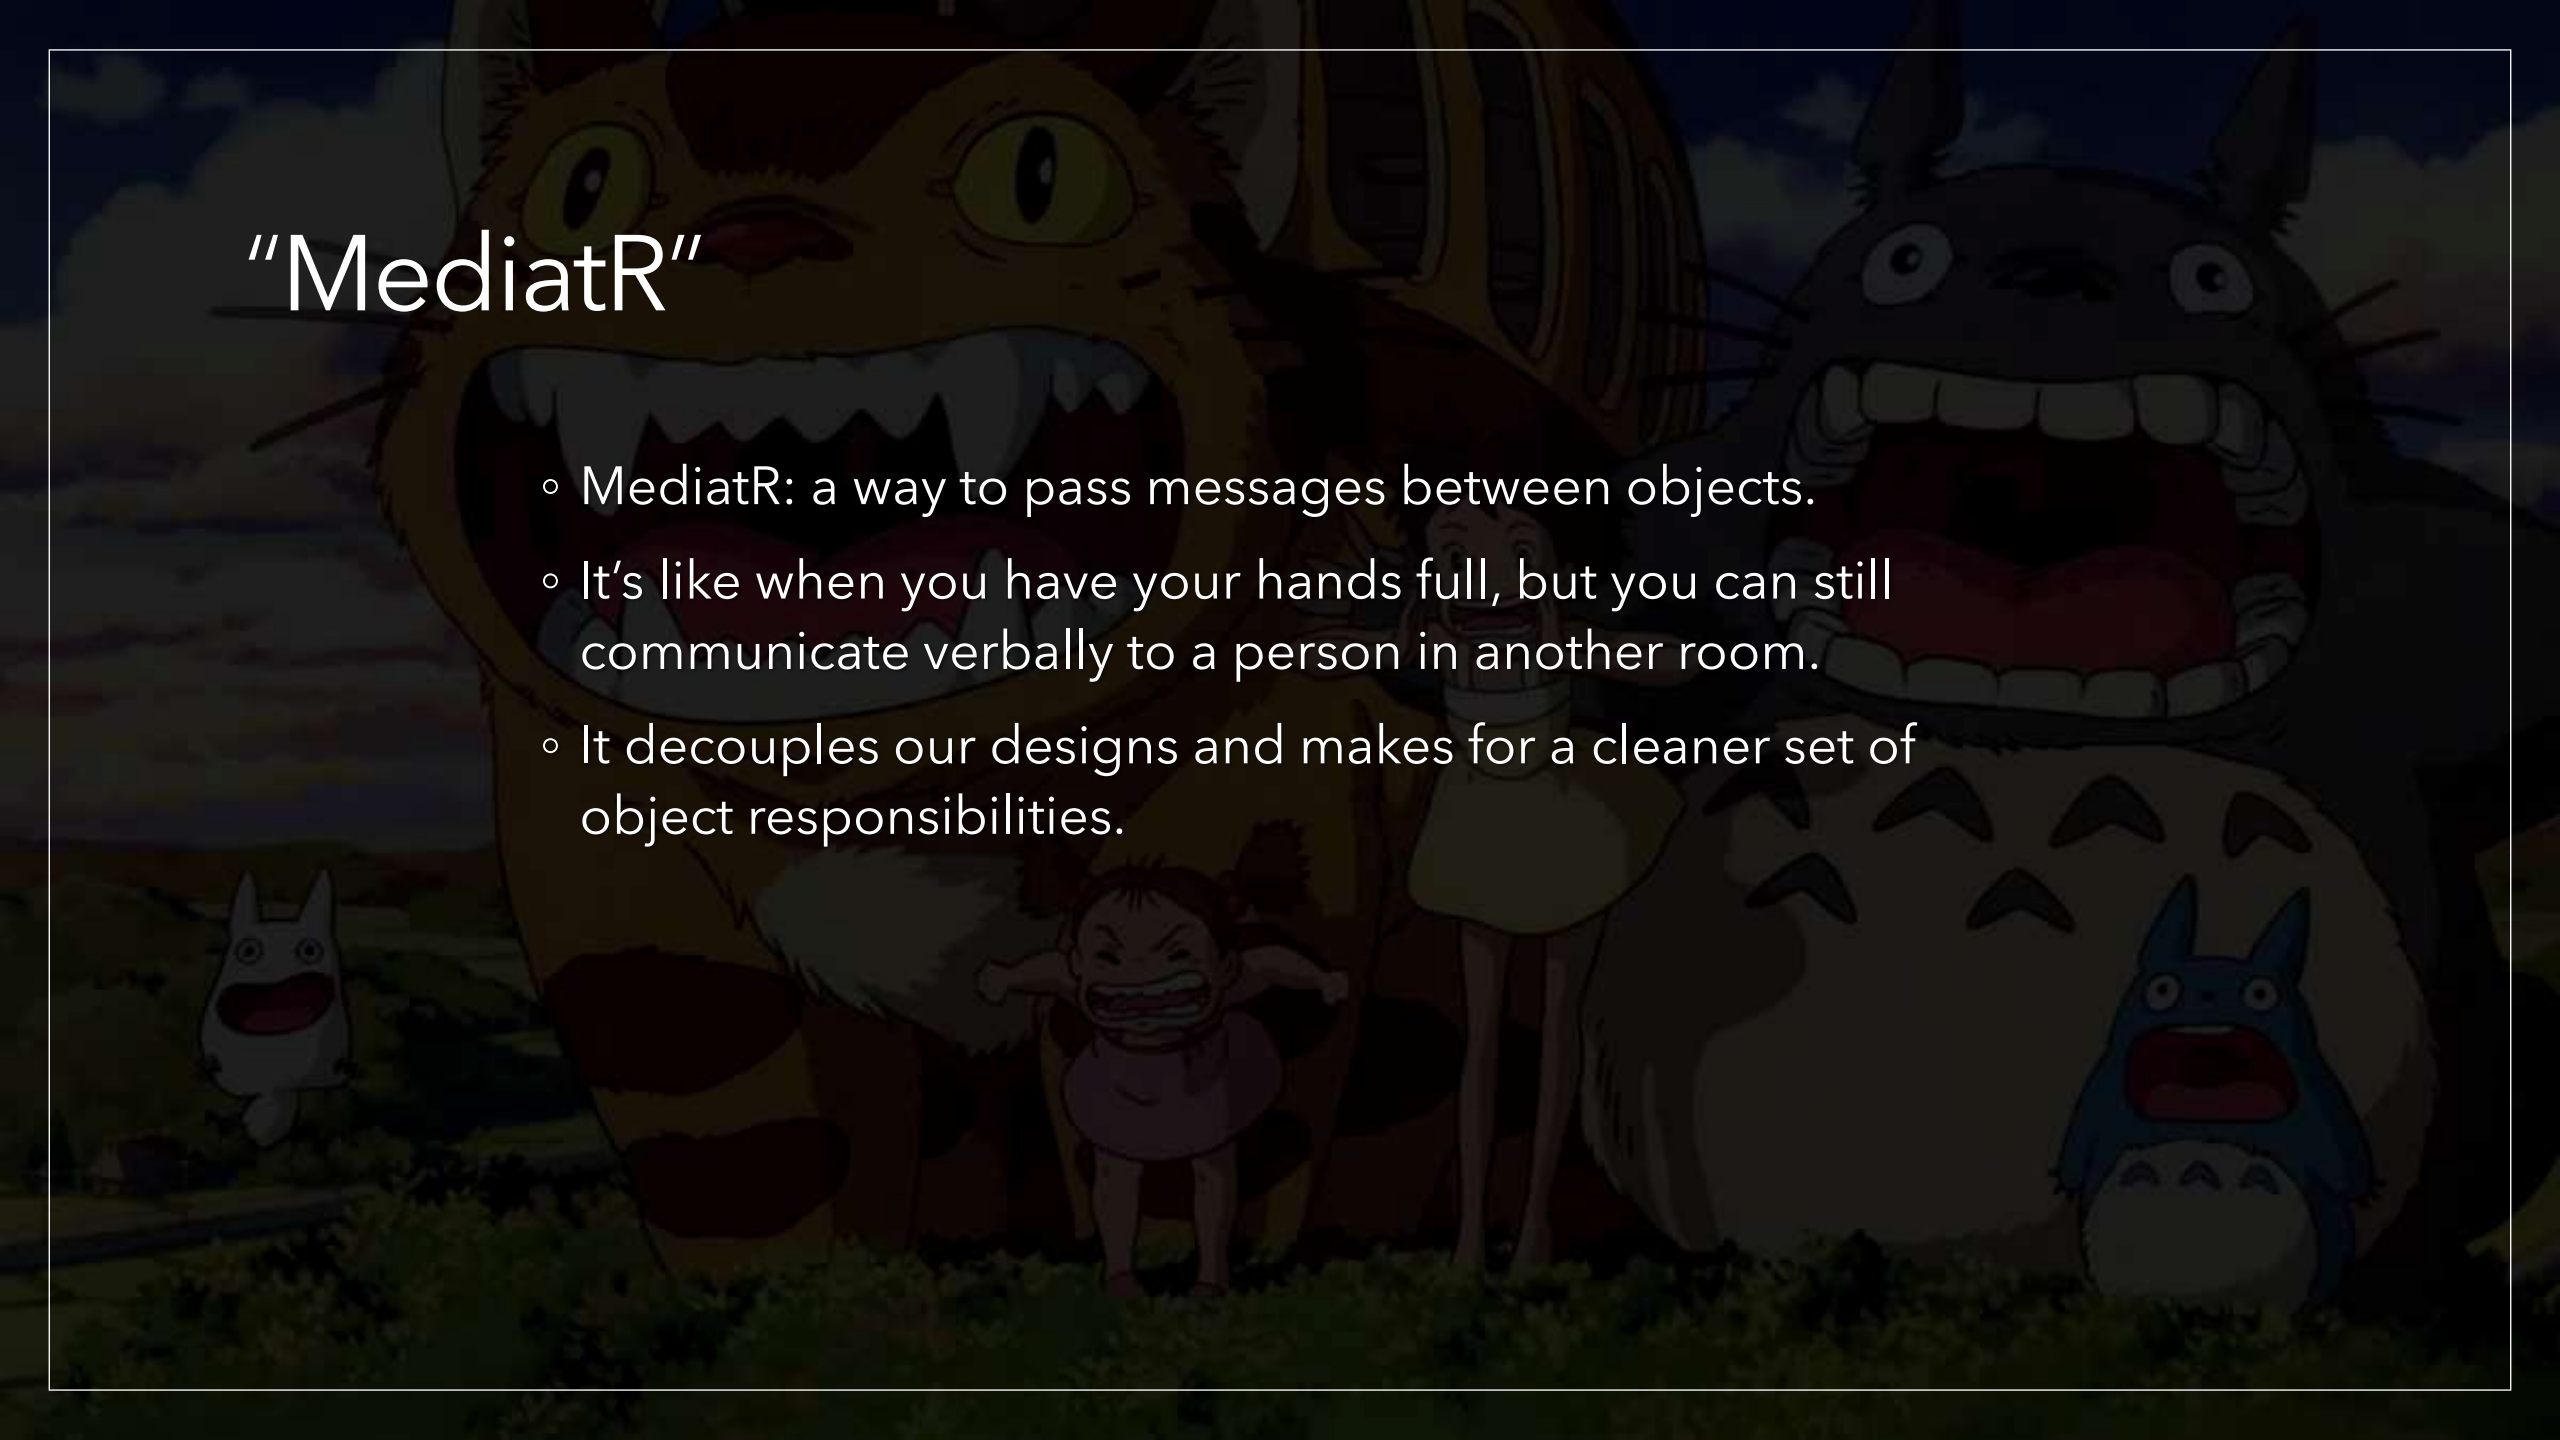 “MediatR”
◦ MediatR: a way to pass messages between objects.
◦ It’s like when you have your hands full, but you can still
communicate verbally to a person in another room.
◦ It decouples our designs and makes for a cleaner set of
object responsibilities.